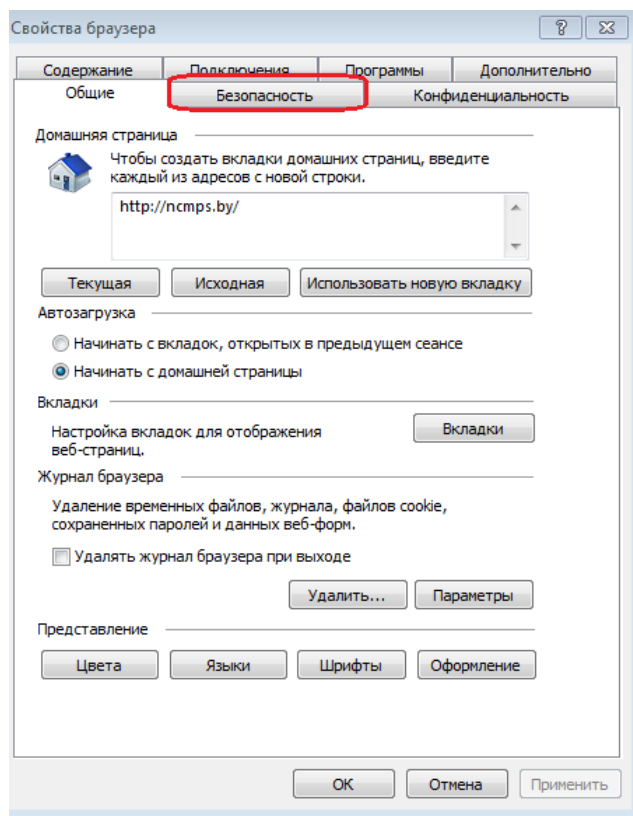 Свойства браузера
Содержание Подключения Программы Дополнительно
Общие Безопасность Конфиденциальность
Домашняя страница
Чтобы создать вкладки домашних страниц, введите
каждый из адресов с новой строки.
http://ncmps.by/
Текущая Исходная Использовать новую вкладку
Автозагрузка
Начинать с вкладок, открытых в предыдущем сеансе
Начинать с домашней страницы
Вкладки
Настройка вкладок для отображения
веб-страниц.
Вкладки
Журнал браузера
Удаление временных файлов, журнала, файлов cookie,
сохраненных паролей и данных веб-форм.
Удалять журнал браузера при выходе
Удалить... Параметры
Представление
Цвета Языки Шрифты Оформление
ОК Отмена Применить